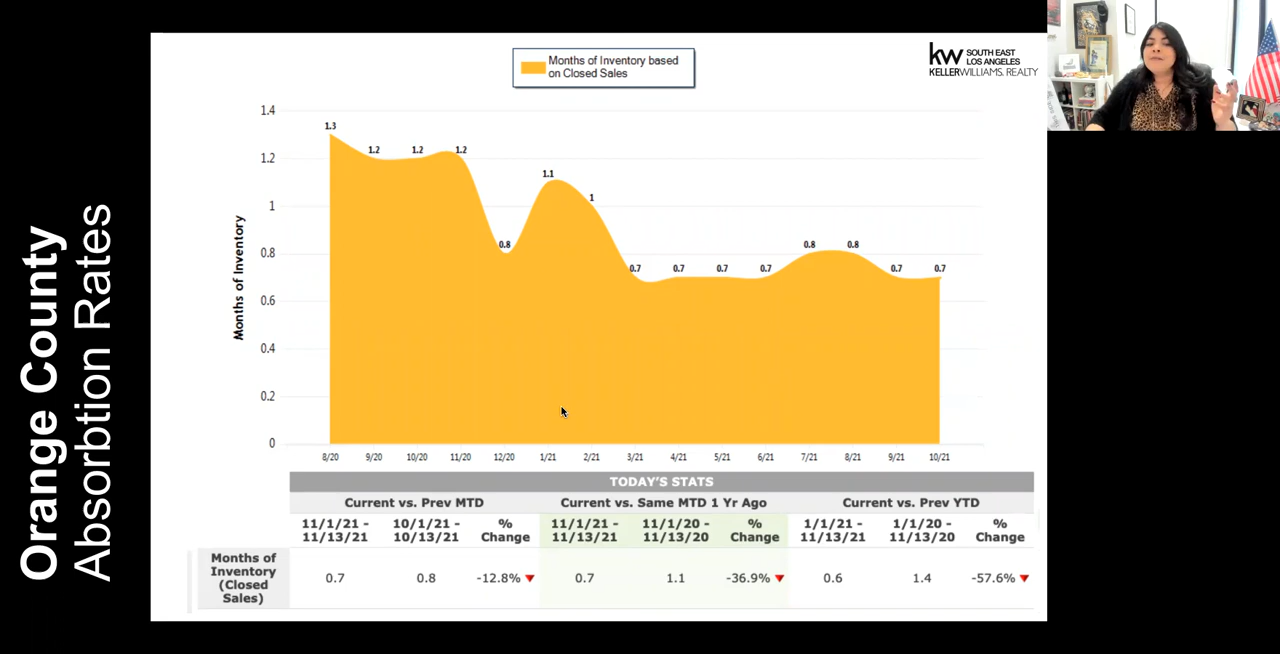 Orange County
Absorbtion Rates
Months of Inventory based
on Closed Sales
kw SOUTH EAST
LOS ANGELES
KELLERWILLIAMS. REALTY
Months of Inventory
1.4
1.2
1
0.8
0.6
0.4
0.2
0
1.3
1.2
1.2
1.2
0.8
1.1
1
0.7
0.7
0.7
0.7
0.8
0.8
0.7
0.7
8/20 9/20 10/20 11/20 12/20 1/21 2/21 3/21 4/21 5/21 6/21 7/21 8/21 9/21 10/21
TODAY'S STATS
Current vs. Prev MTD Current vs. Same MTD 1 Yr Ago Current vs. Prev YTD
11/1/21 - 10/1/21 - % 11/1/21 - 11/1/20 - % 1/1/21 - 1/1/20 - %
11/13/21 10/13/21 Change 11/13/21 11/13/20 Change 11/13/21 11/13/20 Change
Months of
Inventory
(Closed
Sales)
0.7 0.8 -12.8% 0.7 1.1 -36.9% 0.6 1.4 -57.6%